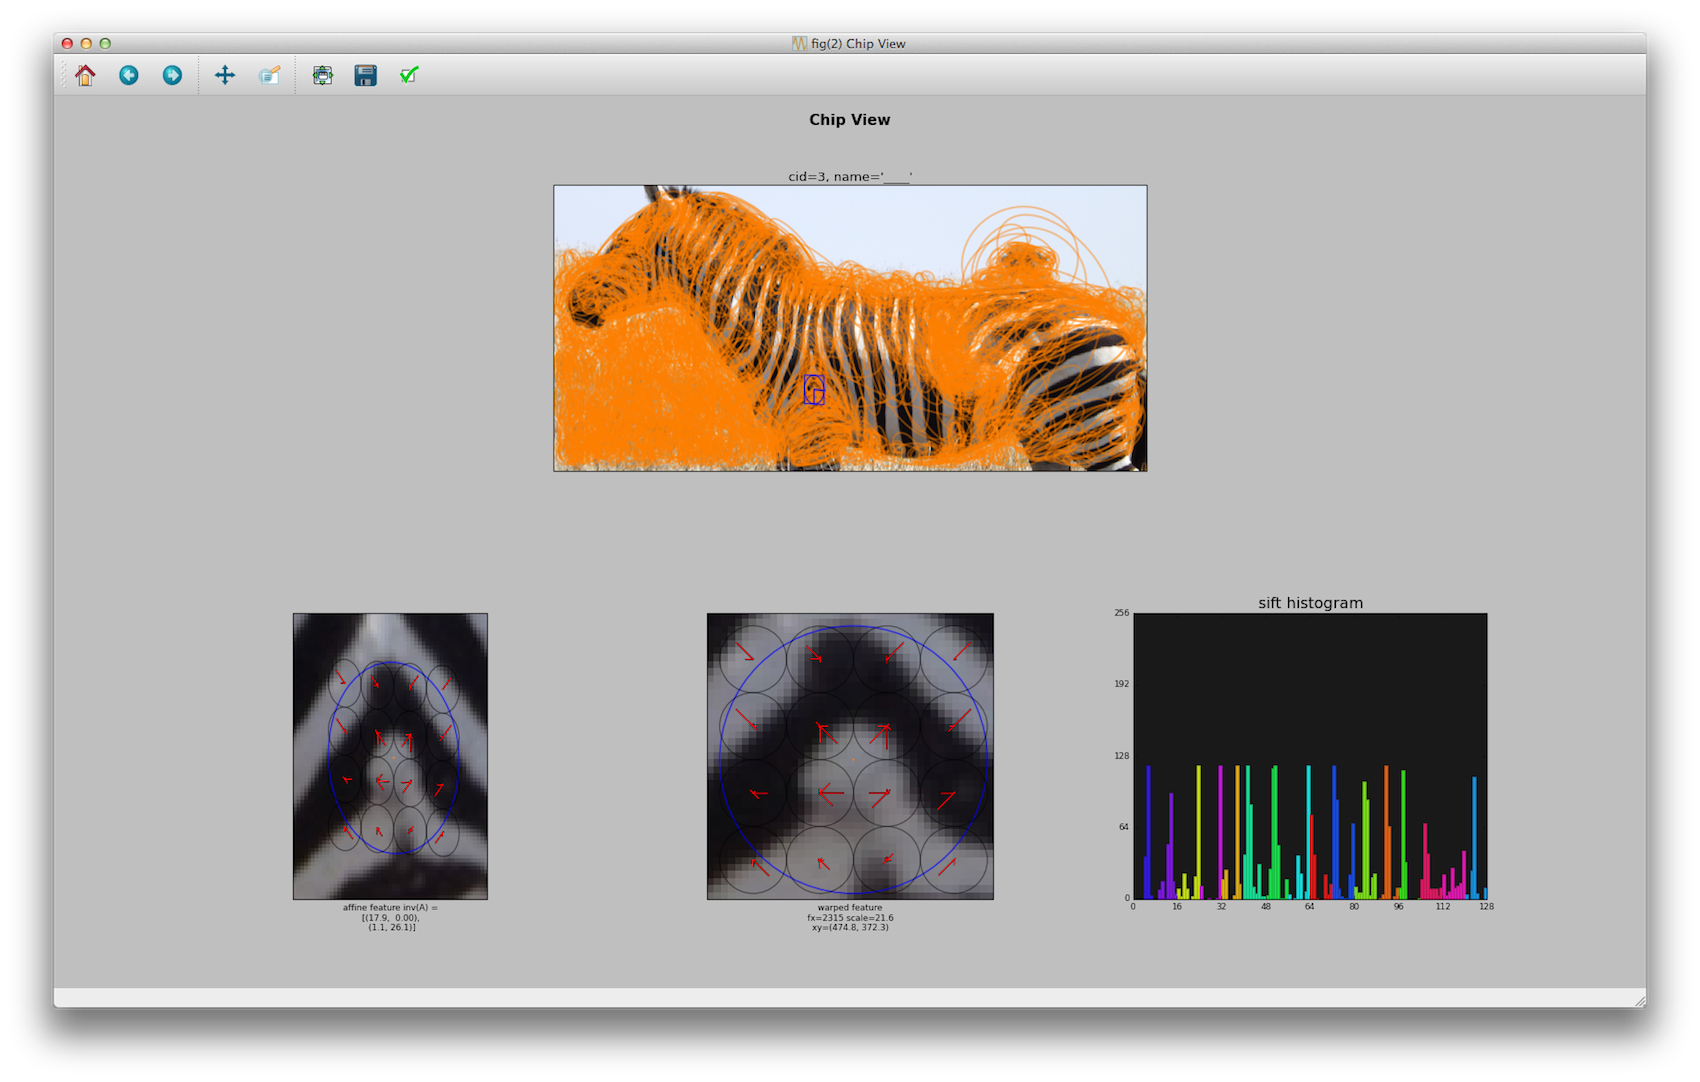 fig(2) Chip View
Chip View
cid=3, name='____'
sift histogram
256
192
128
64
0
0 16 32 48 64 80 96 112 128
affine feature inv(A) =
[(17.9,  0.00),
(1.1, 26.1)]
warped feature
fx=2315 scale=21.6
xy=(474.8, 372.3)